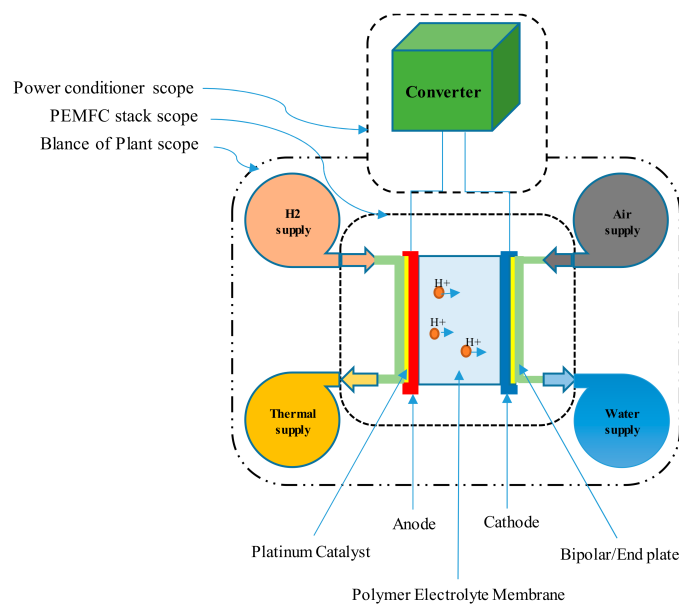 Converter
Power conditioner scope
PEMFC stack scope
Blance of Plant scope
H2
supply
Air
supply
H+
H+
H+
Thermal
supply
Water
supply
Anode
Cathode
Platinum Catalyst
Bipolar/End plate
Polymer Electrolyte Membrane